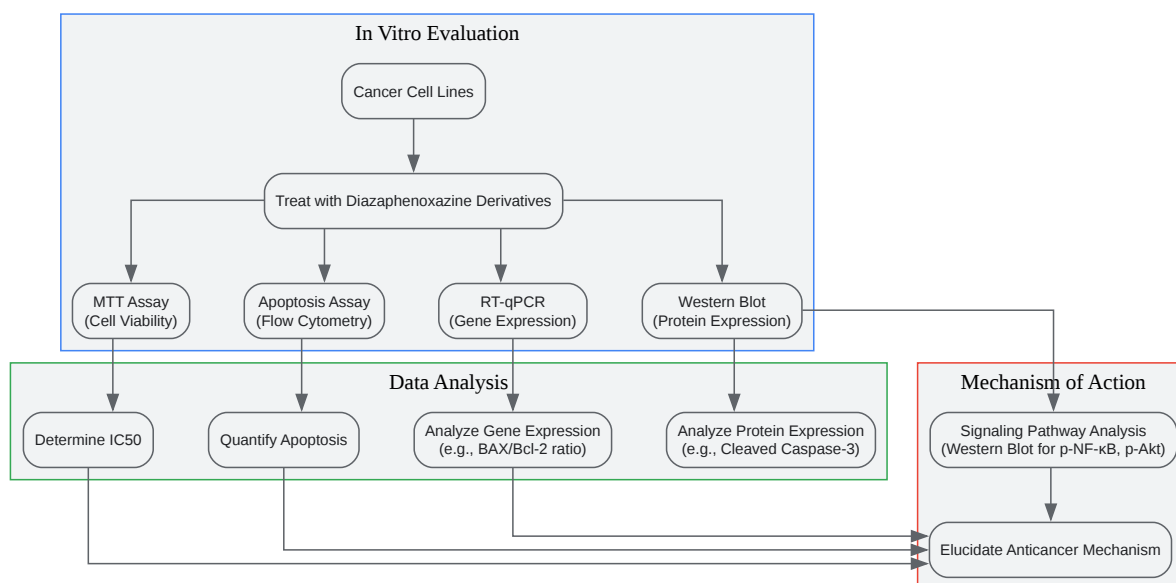 In Vitro Evaluation
Cancer Cell Lines
Treat with Diazaphenoxazine Derivatives
MTT Assay
(Cell Viability)
Apoptosis Assay
(Flow Cytometry)
RT-qPCR
(Gene Expression)
Western Blot
(Protein Expression)
Data Analysis
Determine IC50
Quantify Apoptosis
Analyze Gene Expression
(e.g., BAX/Bcl-2 ratio)
Analyze Protein Expression
(e.g., Cleaved Caspase-3)
Mechanism of Action
Signaling Pathway Analysis
(Western Blot for p-NF-κB, p-Akt)
Elucidate Anticancer Mechanism